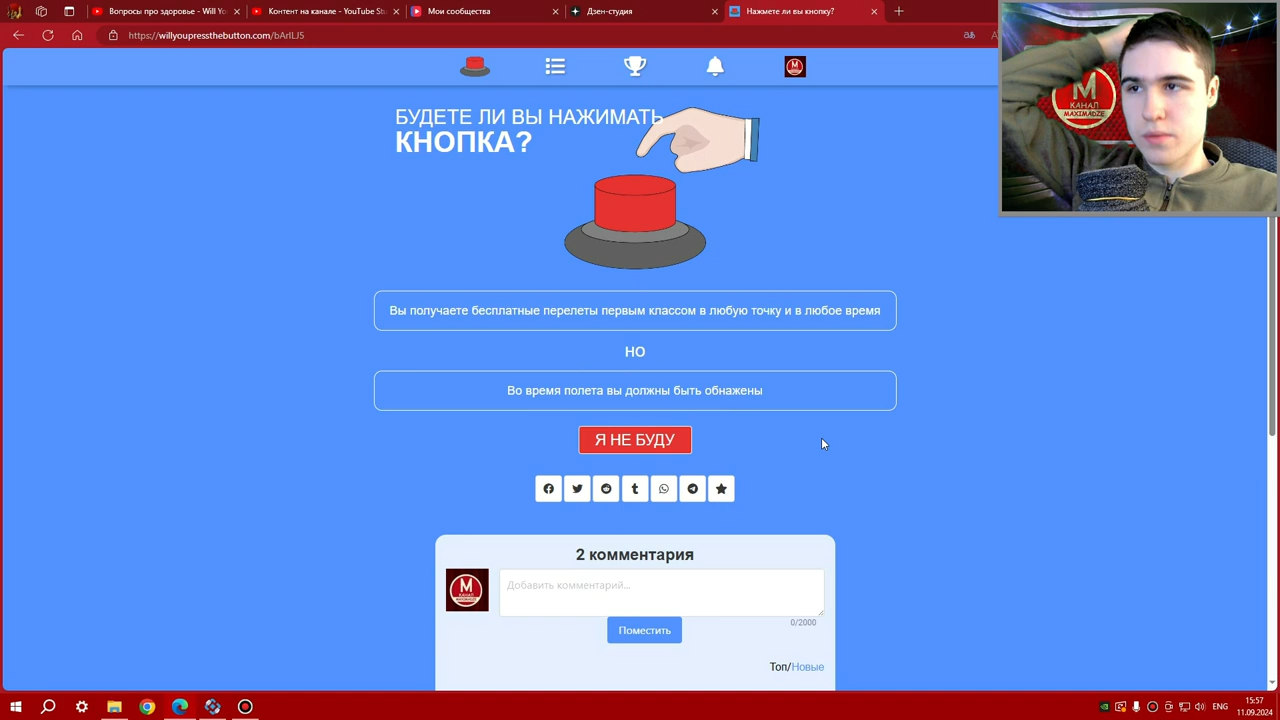 Вопросы про здоровье - Will Yo
Контент на канале - YouTube St
Мои сообщества
Дзен-студия
Нажмете ли вы кнопку?
https://willyoupressthebutton.com/bArlLJ5
БУДЕТЕ ЛИ ВЫ НАЖИМАТЬ
КНОПКА?
М
КАНАЛ
MAXIMADZE
Вы получаете бесплатные перелеты первым классом в любую точку и в любое время
НО
Во время полета вы должны быть обнажены
Я НЕ БУДУ
2 комментария
Добавить комментарий...
0/2000
Поместить
Топ/Новые
ENG
15:57
11.09.2024